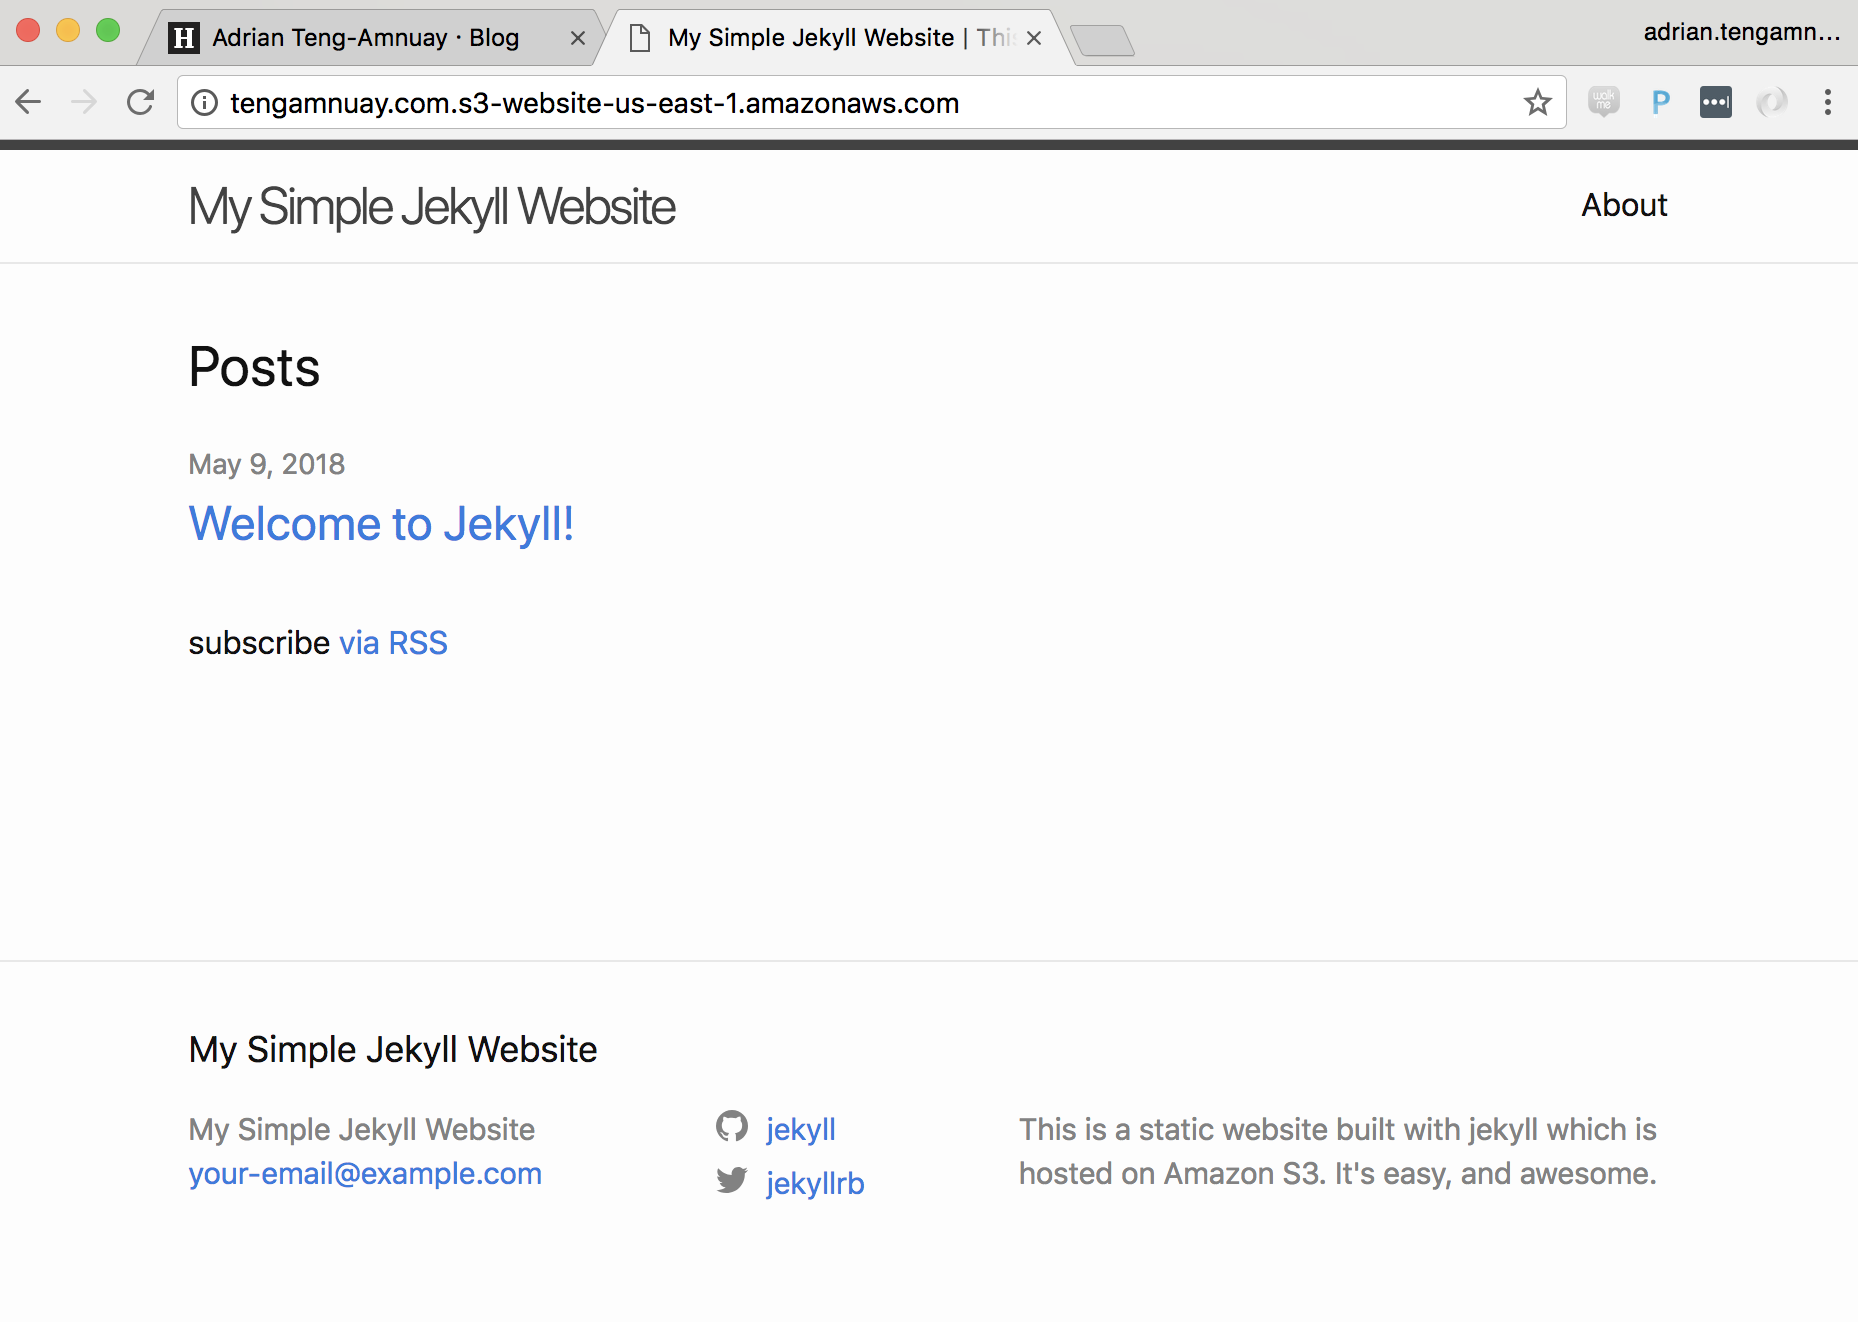 H Adrian Teng-Amnuay · Blog
My Simple Jekyll Website | This
adrian.tengamn...
tengamnuay.com.s3-website-us-east-1.amazonaws.com
walk me
P
My Simple Jekyll Website
About
Posts
May 9, 2018
Welcome to Jekyll!
subscribe via RSS
My Simple Jekyll Website
My Simple Jekyll Website
your-email@example.com
jekyll
jekyllrb
This is a static website built with jekyll which is
hosted on Amazon S3. It's easy, and awesome.